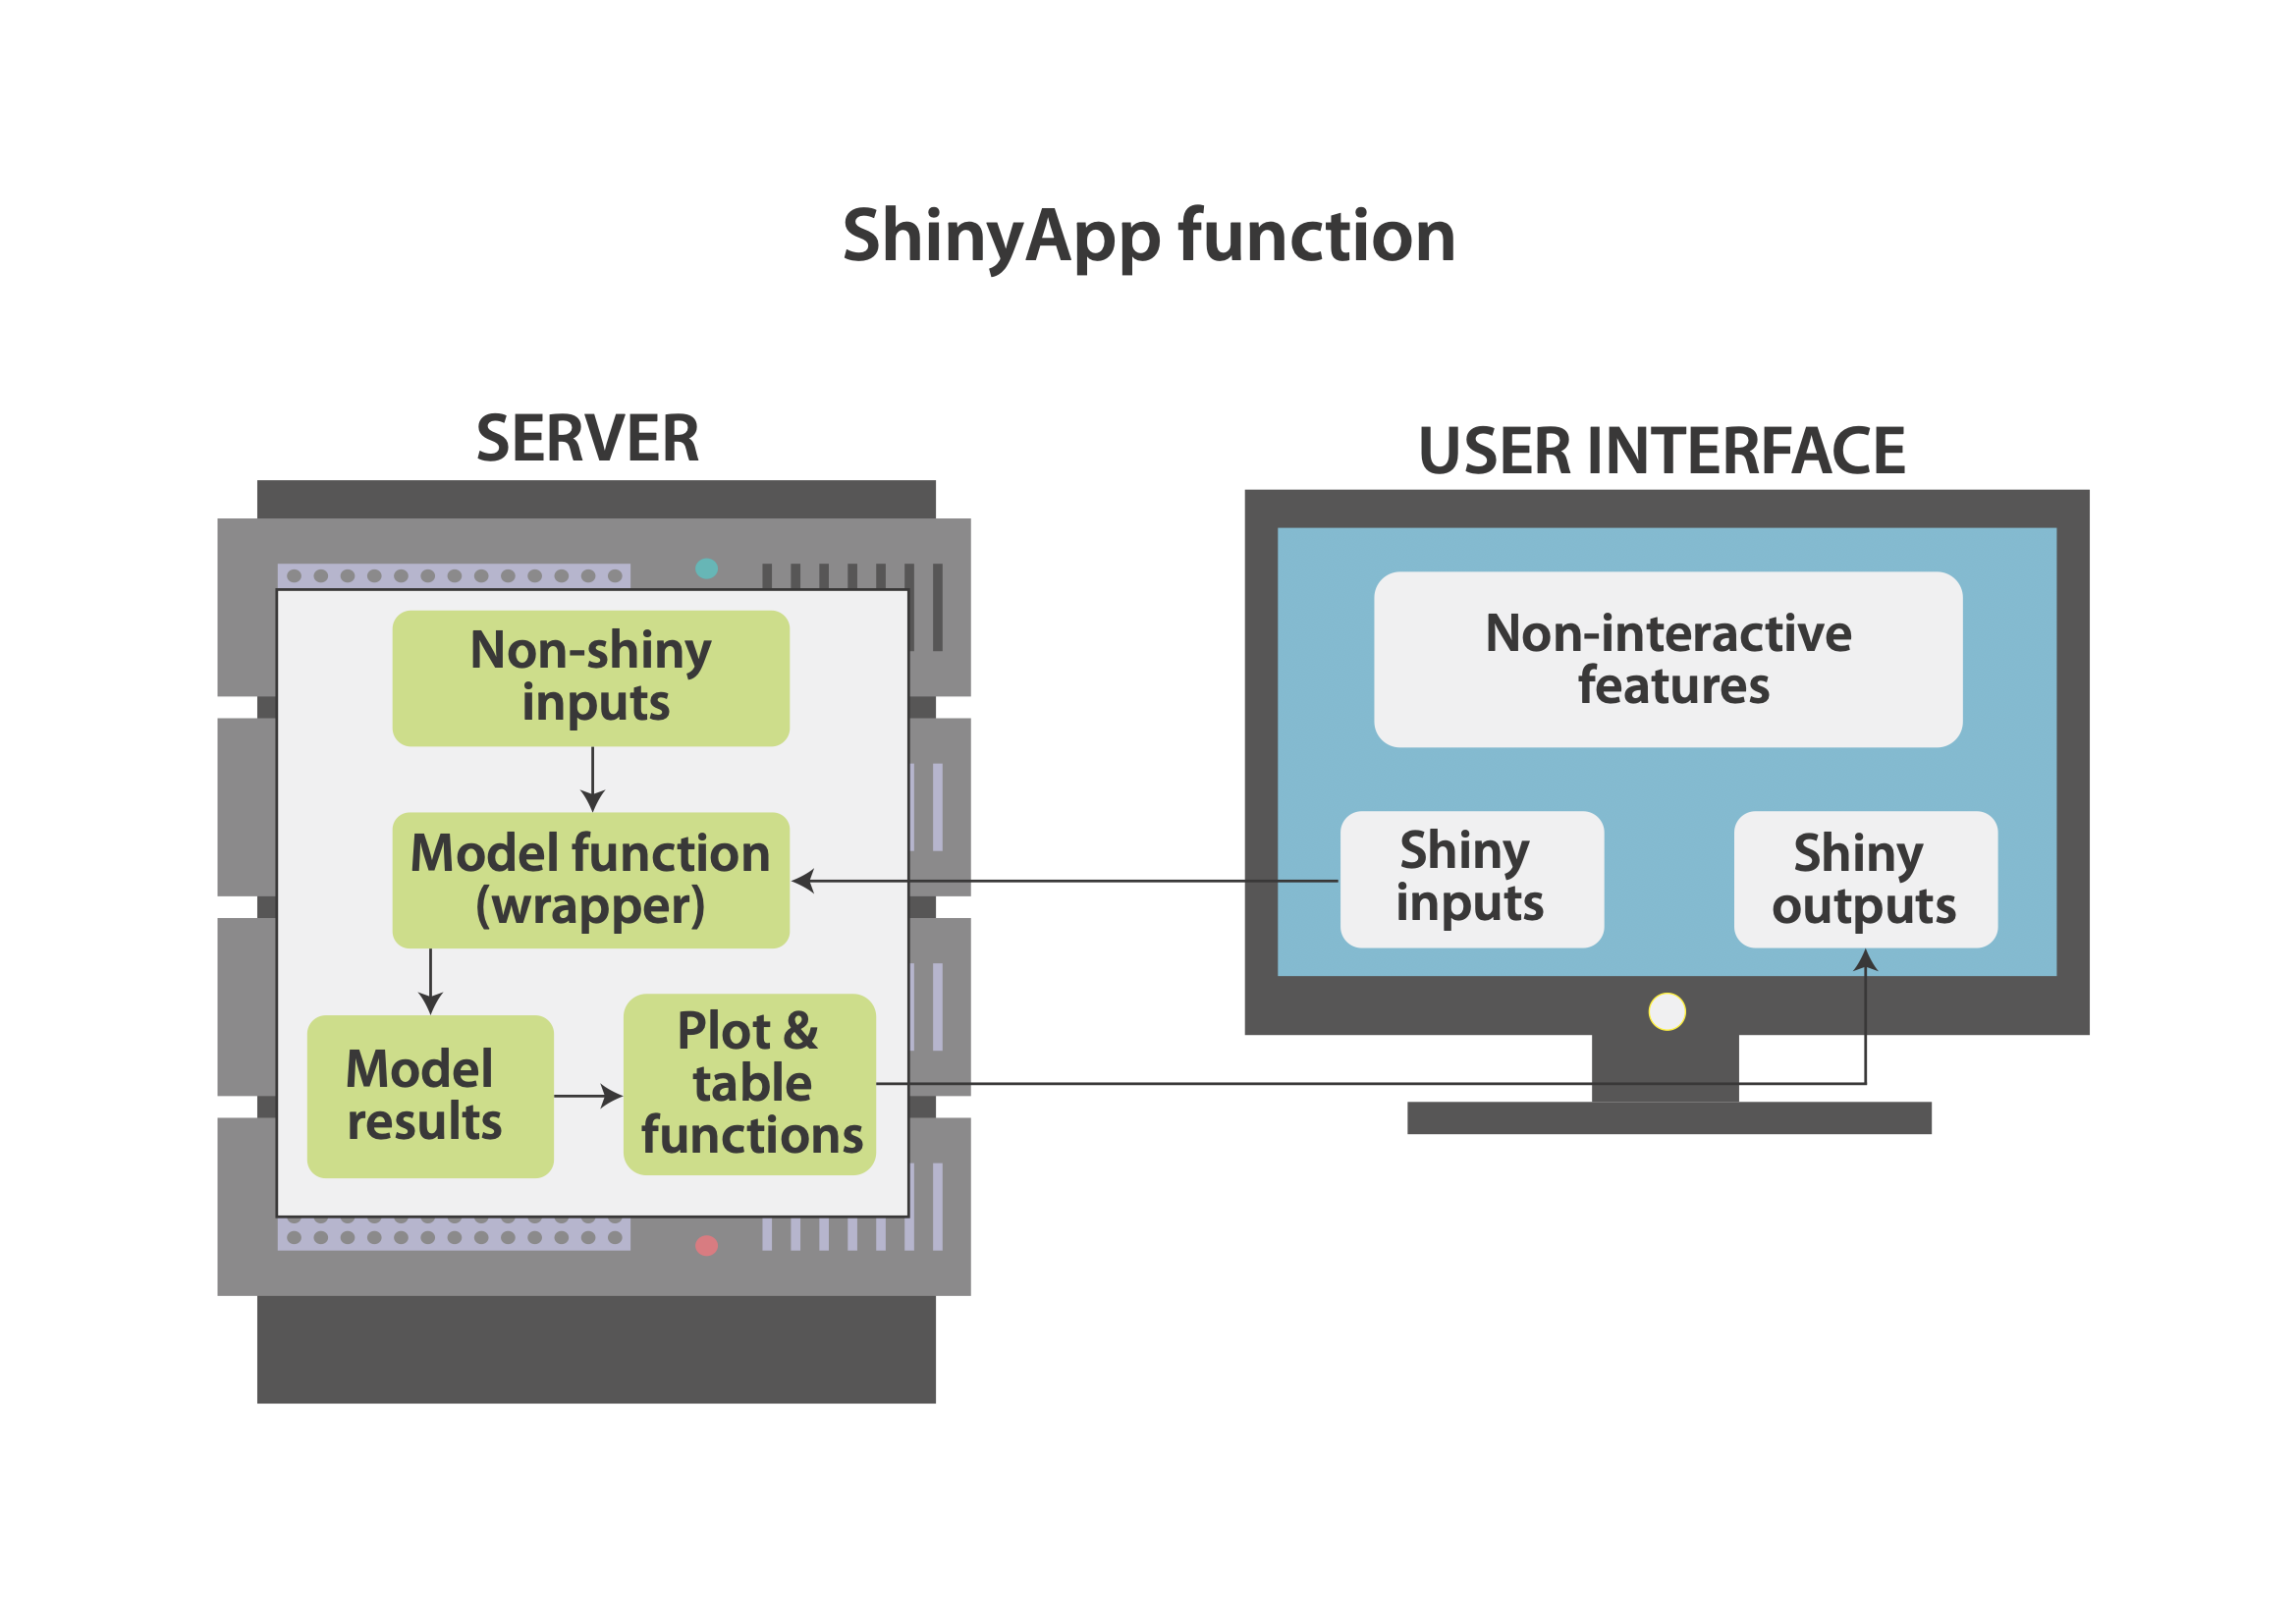 ShinyApp function
SERVER
Non-shiny
inputs
Model function
(wrapper)
Model
results
Plot &
table
functions
USER INTERFACE
Non-interactive
features
Shiny
inputs
Shiny
outputs